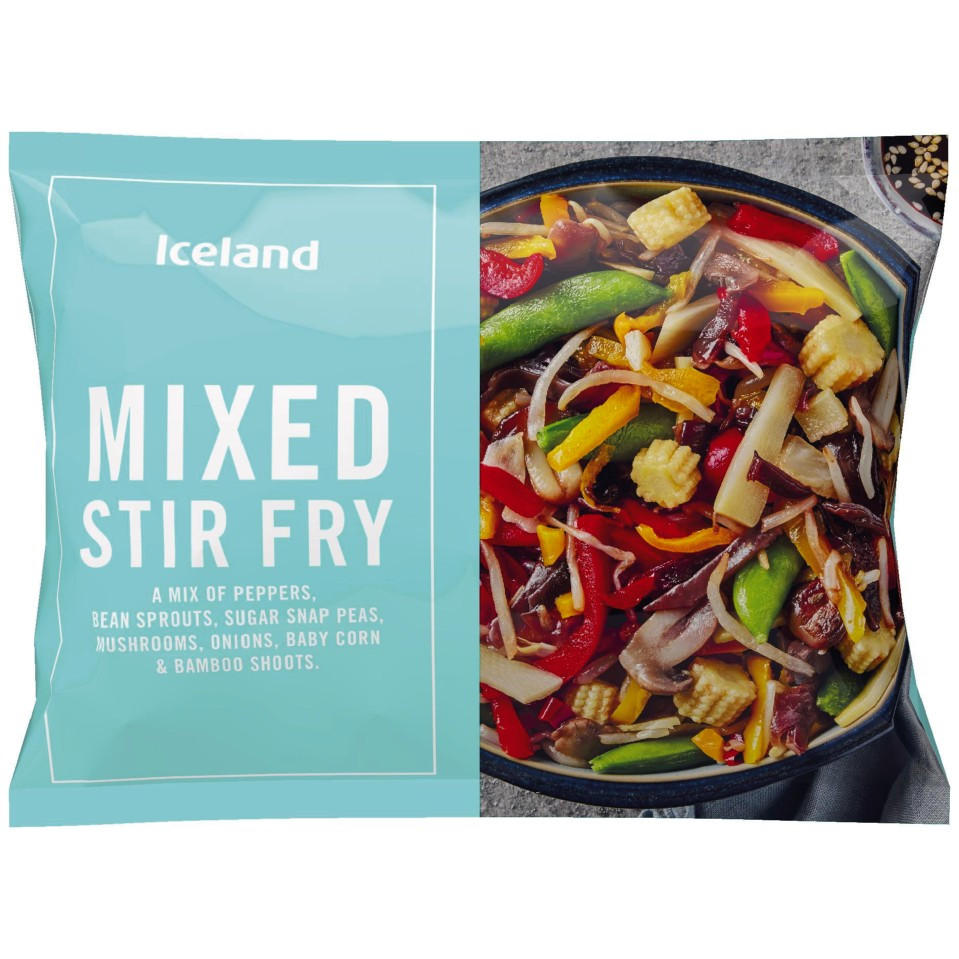 Iceland
MIXED
STIR FRY
A MIX OF PEPPERS,
BEAN SPROUTS, SUGAR SNAP PEAS,
MUSHROOMS, ONIONS, BABY CORN
& BAMBOO SHOOTS.